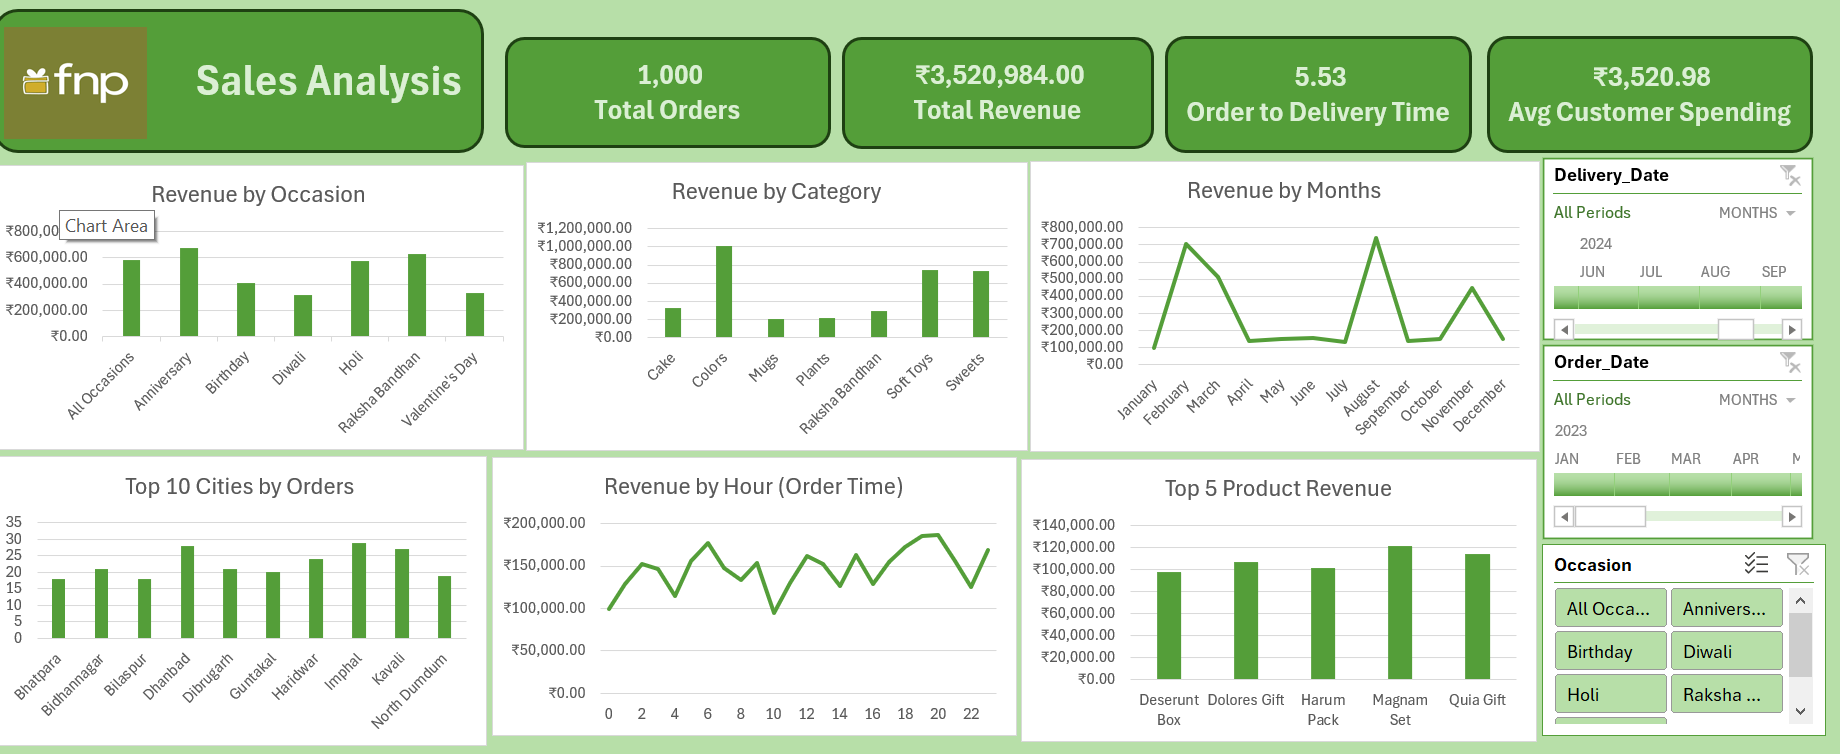 fnp
Sales Analysis
1,000
Total Orders
₹3,520,984.00
Total Revenue
5.53
Order to Delivery Time
₹3,520.98
Avg Customer Spending
Revenue by Occasion
Chart Area
₹800,00
₹600,000.00
₹400,000.00
₹200,000.00
₹0.00
All Occasions
Anniversary
Birthday
Diwali
Holi
Raksha Bandhan
Valentine's Day
Revenue by Category
₹1,200,000.00
₹1,000,000.00
₹800,000.00
₹600,000.00
₹400,000.00
₹200,000.00
₹0.00
Cake
Colors
Mugs
Plants
Raksha Bandhan
Soft Toys
Sweets
Revenue by Months
₹800,000.00
₹700,000.00
₹600,000.00
₹500,000.00
₹400,000.00
₹300,000.00
₹200,000.00
₹100,000.00
₹0.00
January
February
March
April
May
June
July
August
September
October
November
December
Delivery_Date
All Periods MONTHS
2024
JUN JUL AUG SEP
Order_Date
All Periods MONTHS
2023
JAN FEB MAR APR
Top 10 Cities by Orders
35
30
25
20
15
10
5
0
Bhatpara
Bidhannagar
Bilaspur
Dhanbad
Dibrugarh
Guntakal
Haridwar
Imphal
Kavali
North Dumdum
Revenue by Hour (Order Time)
₹200,000.00
₹150,000.00
₹100,000.00
₹50,000.00
₹0.00
0 2 4 6 8 10 12 14 16 18 20 22
Top 5 Product Revenue
₹140,000.00
₹120,000.00
₹100,000.00
₹80,000.00
₹60,000.00
₹40,000.00
₹20,000.00
₹0.00
Deserunt Box
Dolores Gift
Harum Pack
Magnam Set
Quia Gift
Occasion
All Occa... Annivers...
Birthday Diwali
Holi Raksha ...